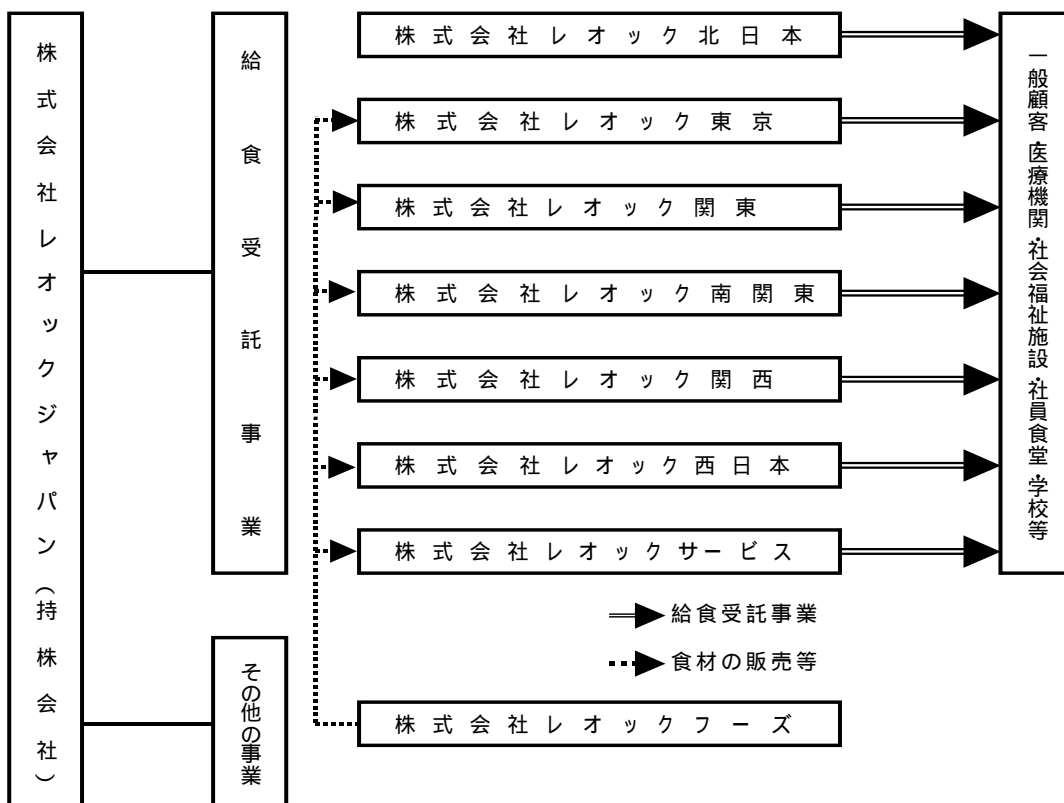 株式会社レオックジャパン(持株会社)
給食受託事業
その他の事業
株式会社レオック北日本
株式会社レオック東京
株式会社レオック関東
株式会社レオック南関東
株式会社レオック関西
株式会社レオック西日本
株式会社レオックサービス
給食受託事業
食材の販売等
株式会社レオックフーズ
一般顧客・医療機関・社会福祉施設・社員食堂・学校等